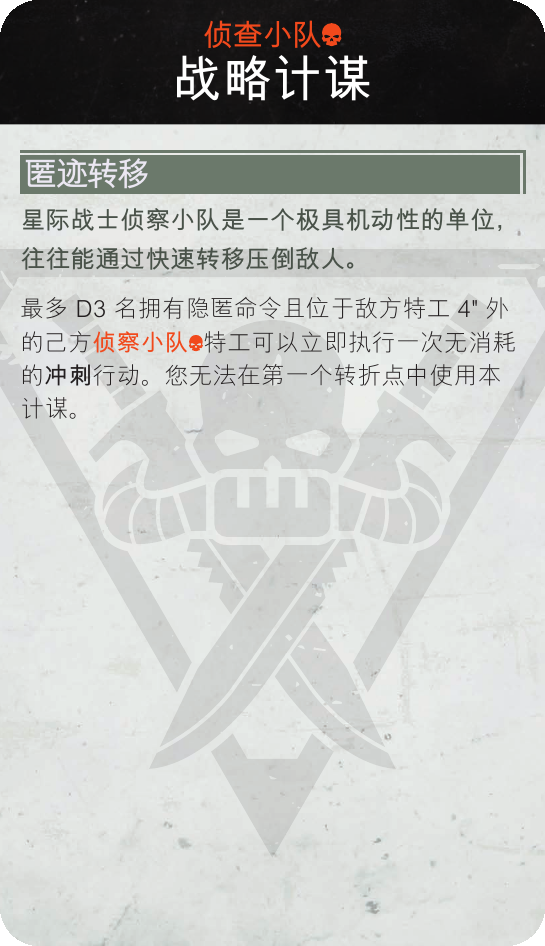 侦查小队
战略计谋
匿迹转移
星际战士侦察小队是一个极具机动性的单位，
往往能通过快速转移压倒敌人。
最多 D3 名拥有隐匿命令且位于敌方特工 4" 外
的己方侦察小队特工可以立即执行一次无消耗
的冲刺行动。您无法在第一个转折点中使用本
计谋。